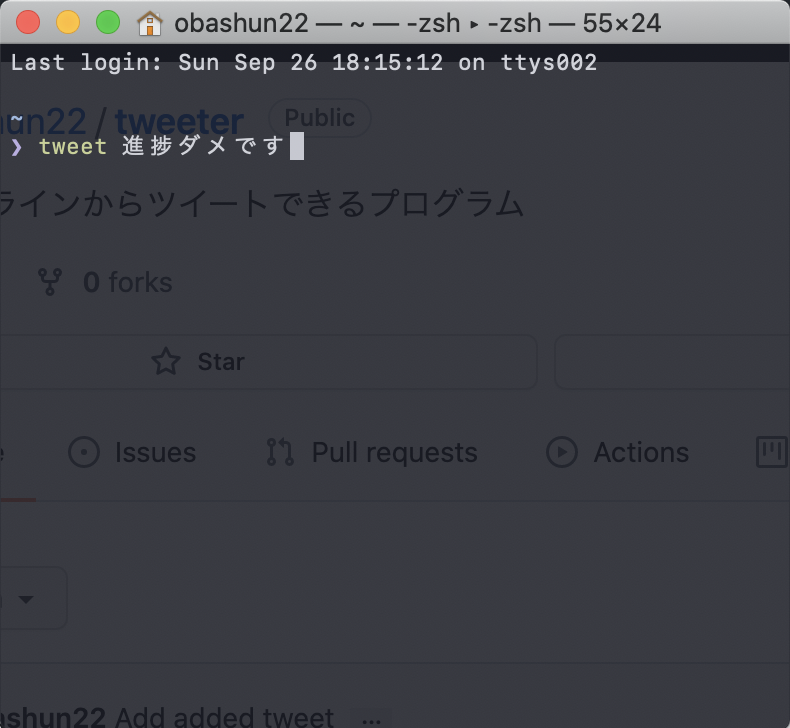 obashun22 — ~ — -zsh ▸ -zsh — 55×24
Last login: Sun Sep 26 18:15:12 on ttys002
~
un22 / tweeter Public
❯ tweet 進捗ダメです
ラインからツイートできるプログラム
0 forks
Star
Issues Pull requests Actions
ashun22 Add added tweet ...